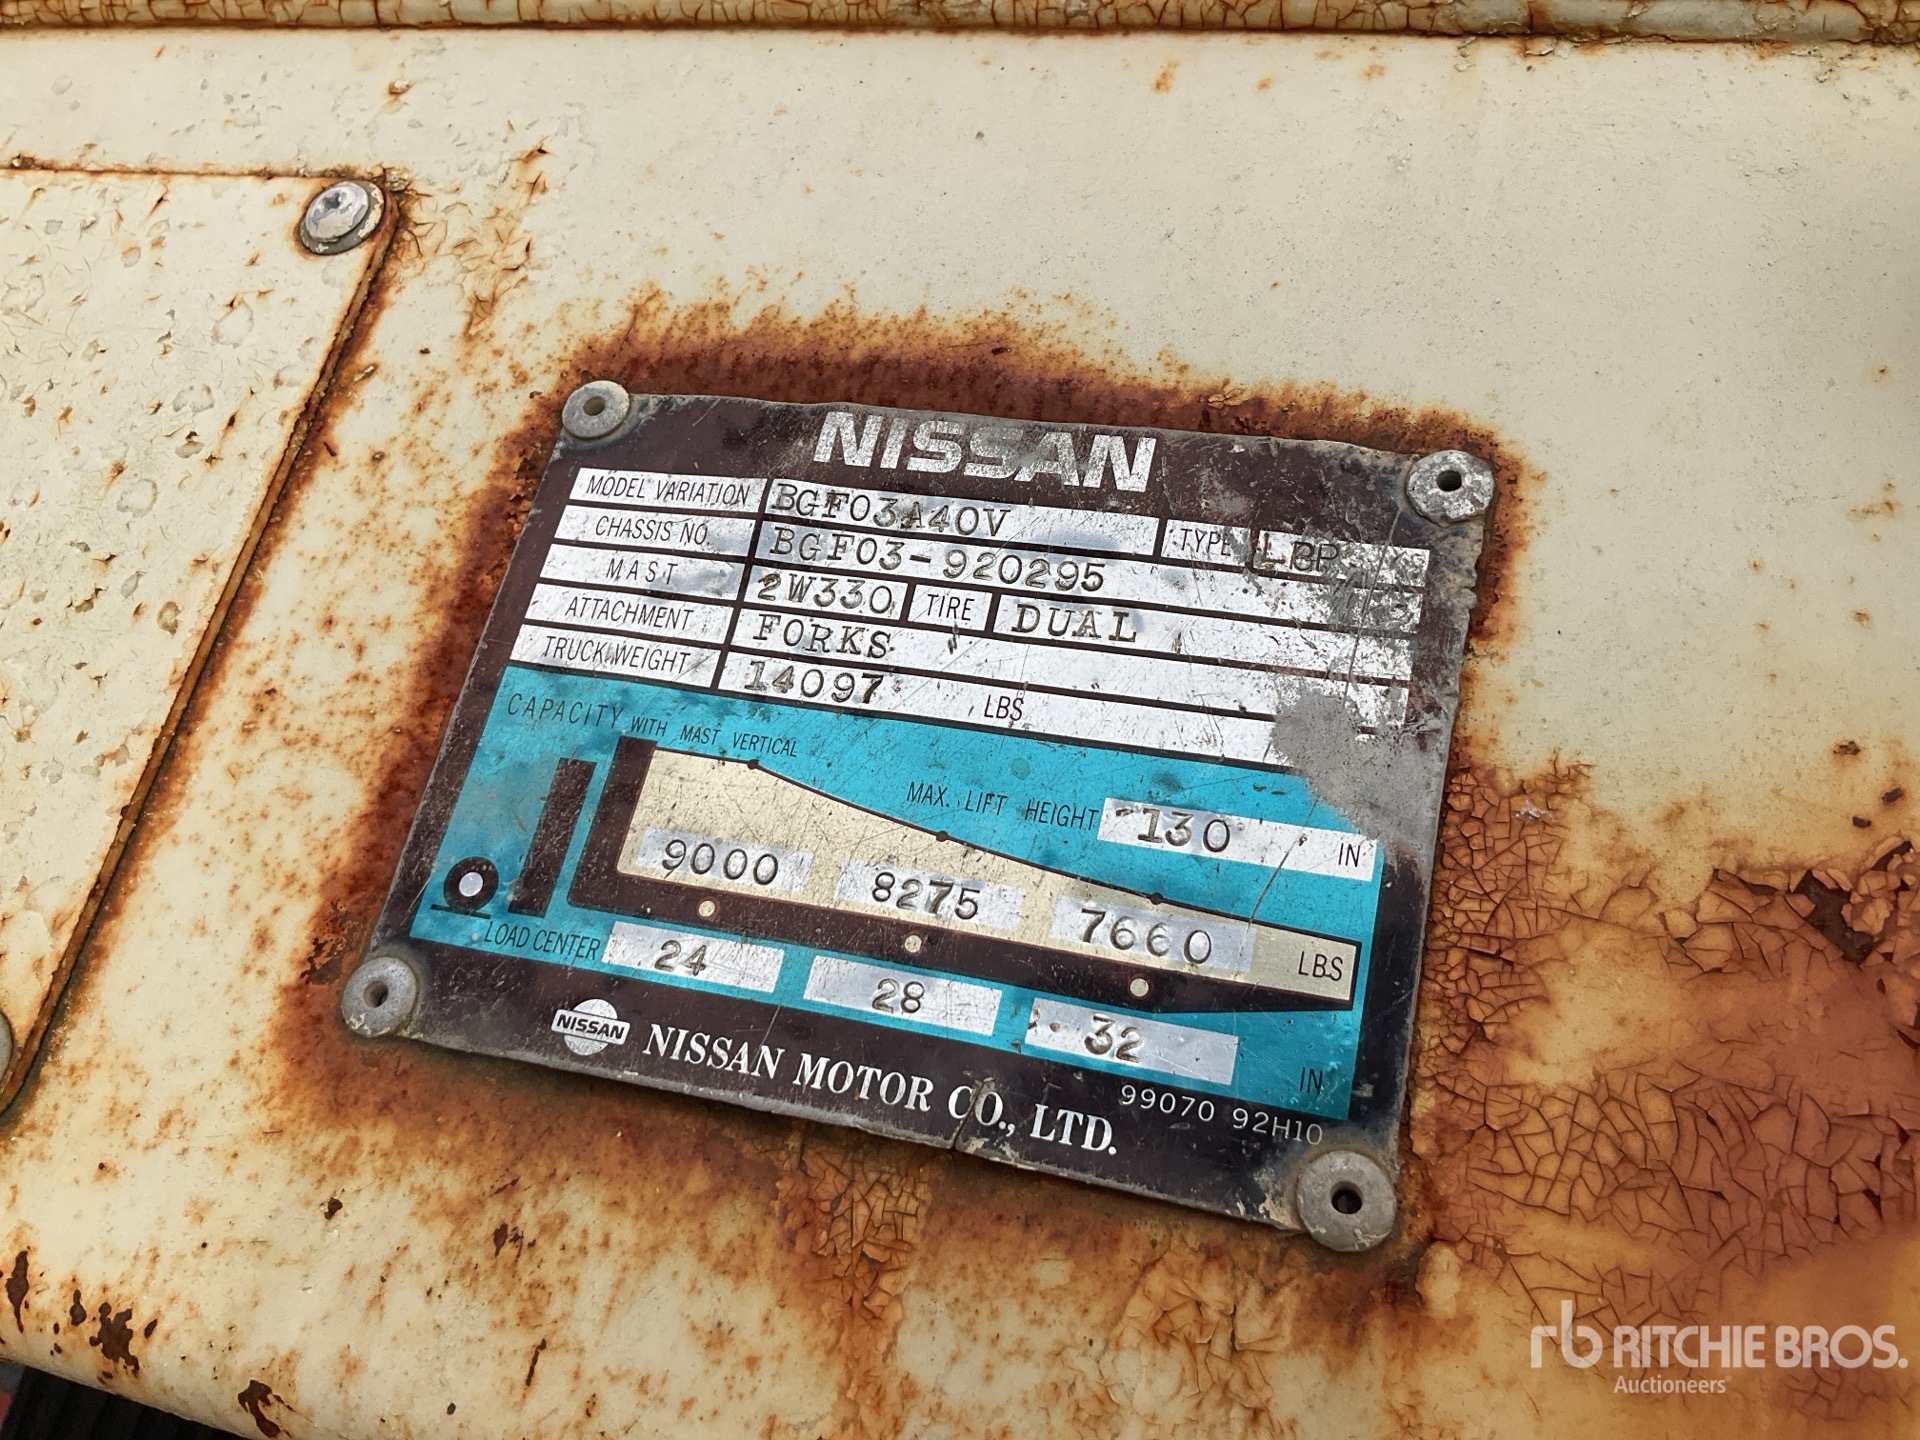 NISSAN
MODEL VARIATION BGF03A40V TYPE LBP
CHASSIS NO. BGF03-920295
MAST 2W330 TIRE DUAL
ATTACHMENT FORKS
TRUCK WEIGHT 14097 LBS
CAPACITY WITH MAST VERTICAL
MAX. LIFT HEIGHT 130 IN
9000 8275 7660 LBS
LOAD CENTER 24 28 32 IN
NISSAN NISSAN MOTOR CO., LTD.
99070 92H10
rb RITCHIE BROS.
Auctioneers